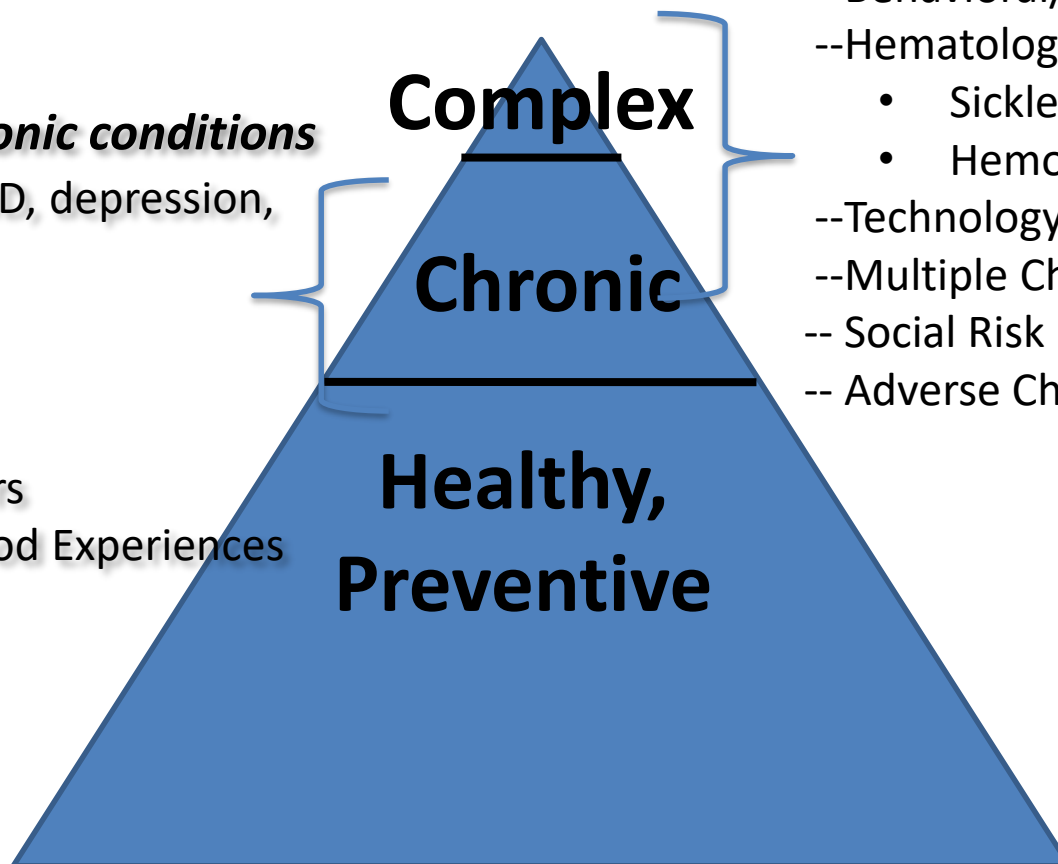 Complex
Chronic
Healthy,
Preventive
onic conditions
D, depression,
rs
od Experiences
--Hematolog
• Sickle
• Hemo
--Technology
--Multiple Ch
-- Social Risk
-- Adverse Ch